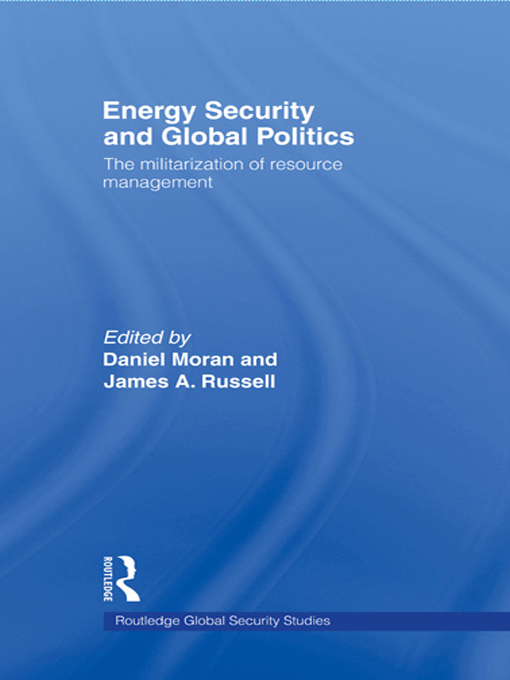 Energy Security
and Global Politics
The militarization of resource
management
Edited by
Daniel Moran and
James A. Russell
ROUTLEDGE
Routledge Global Security Studies